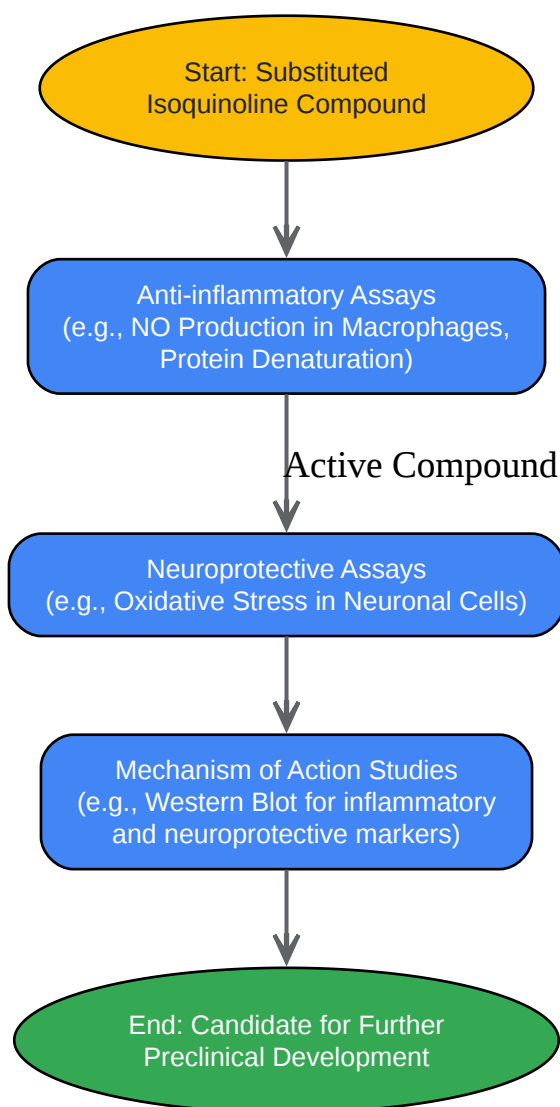 Start: Substituted
Isoquinoline Compound
Anti-inflammatory Assays
(e.g., NO Production in Macrophages,
Protein Denaturation)
Active Compound
Neuroprotective Assays
(e.g., Oxidative Stress in Neuronal Cells)
Mechanism of Action Studies
(e.g., Western Blot for inflammatory
and neuroprotective markers)
End: Candidate for Further
Preclinical Development